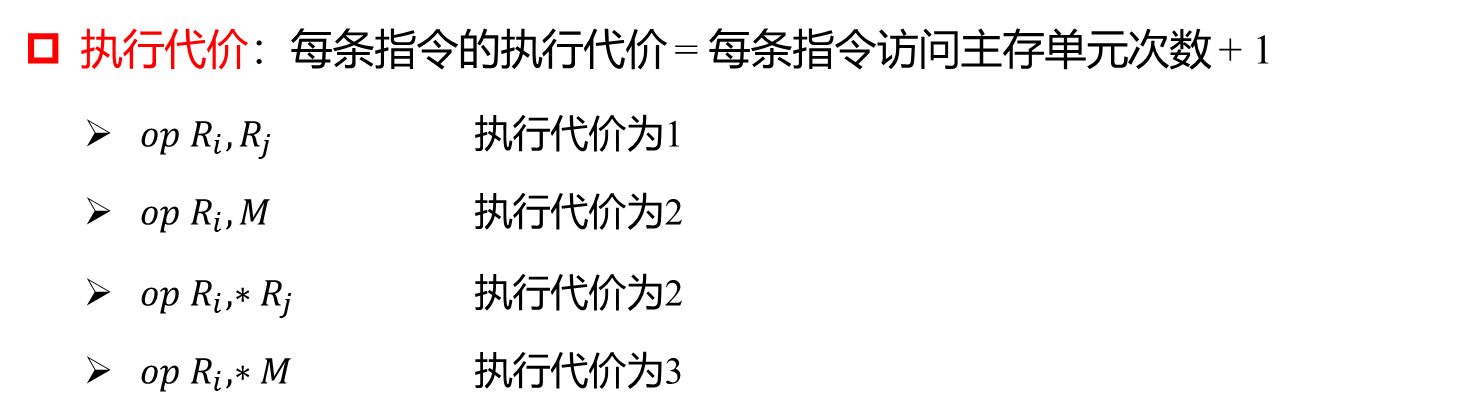 执行代价：每条指令的执行代价 = 每条指令访问主存单元次数 + 1
op Rᵢ, Rⱼ 执行代价为1
op Rᵢ, M 执行代价为2
op Rᵢ,∗ Rⱼ 执行代价为2
op Rᵢ,∗ M 执行代价为3